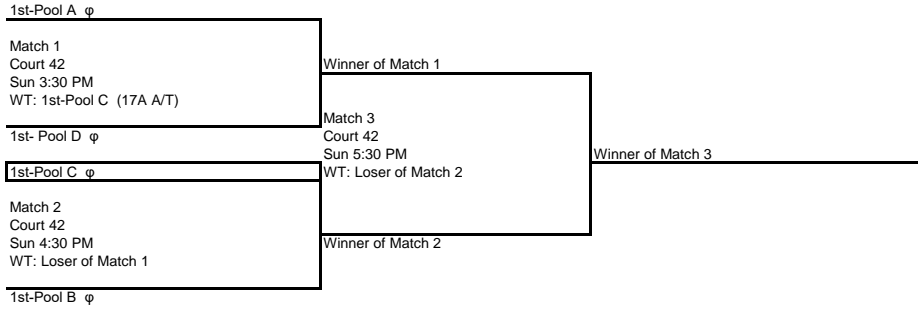 1st-Pool A φ
Match 1
Court 42
Sun 3:30 PM
WT: 1st-Pool C (17A A/T)
1st- Pool D φ
Winner of Match 1
Match 3
Court 42
Sun 5:30 PM
WT: Loser of Match 2
Winner of Match 3
1st-Pool C φ
Match 2
Court 42
Sun 4:30 PM
WT: Loser of Match 1
1st-Pool B φ
Winner of Match 2